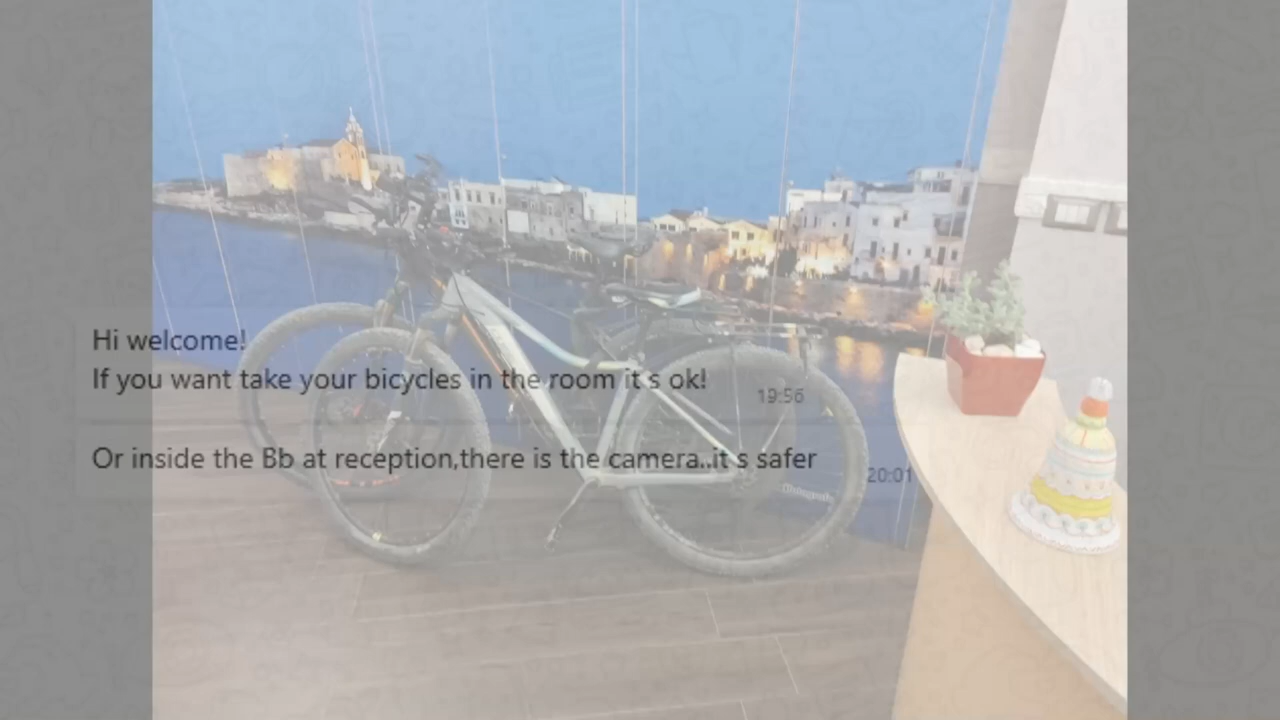 Hi welcome!
If you want take your bicycles in the room it s ok!
19:56
Or inside the Bb at reception,there is the camera..it s safer
20:01